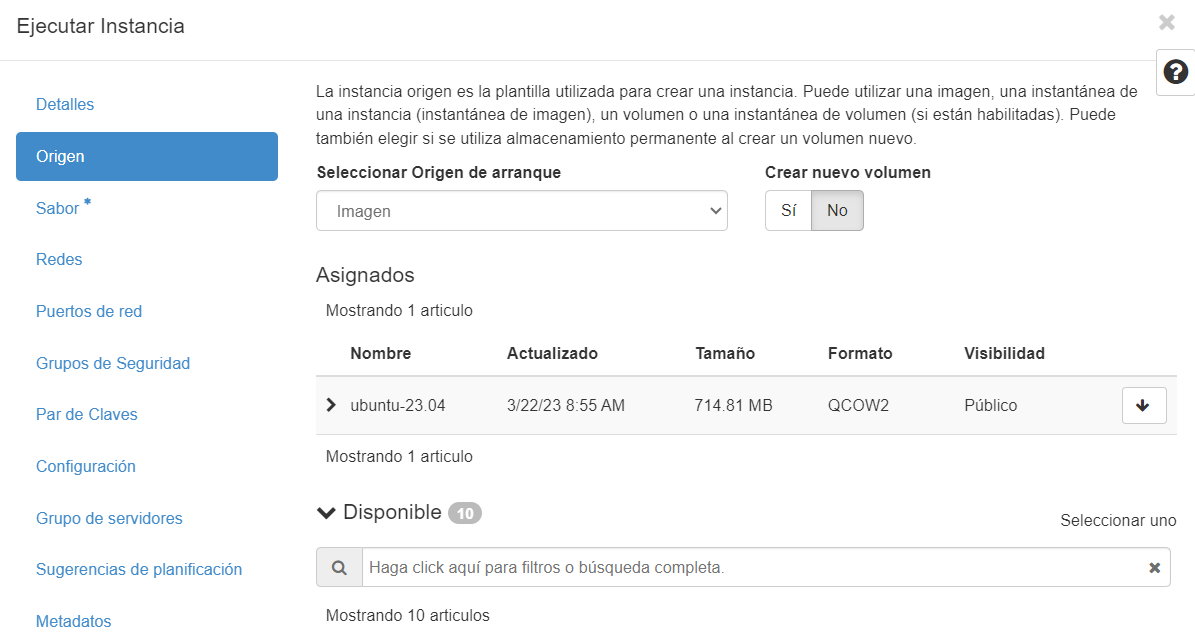 Ejecutar Instancia
Detalles
Origen
Sabor *
Redes
Puertos de red
Grupos de Seguridad
Par de Claves
Configuración
Grupo de servidores
Sugerencias de planificación
Metadatos
La instancia origen es la plantilla utilizada para crear una instancia. Puede utilizar una imagen, una instantánea de
una instancia (instantánea de imagen), un volumen o una instantánea de volumen (si están habilitadas). Puede
también elegir si se utiliza almacenamiento permanente al crear un volumen nuevo.
Seleccionar Origen de arranque
Crear nuevo volumen
Imagen
Sí No
Asignados
Mostrando 1 articulo
Nombre Actualizado Tamaño Formato Visibilidad
ubuntu-23.04 3/22/23 8:55 AM 714.81 MB QCOW2 Público
Mostrando 1 articulo
Disponible 10
Seleccionar uno
Haga click aquí para filtros o búsqueda completa.
Mostrando 10 articulos